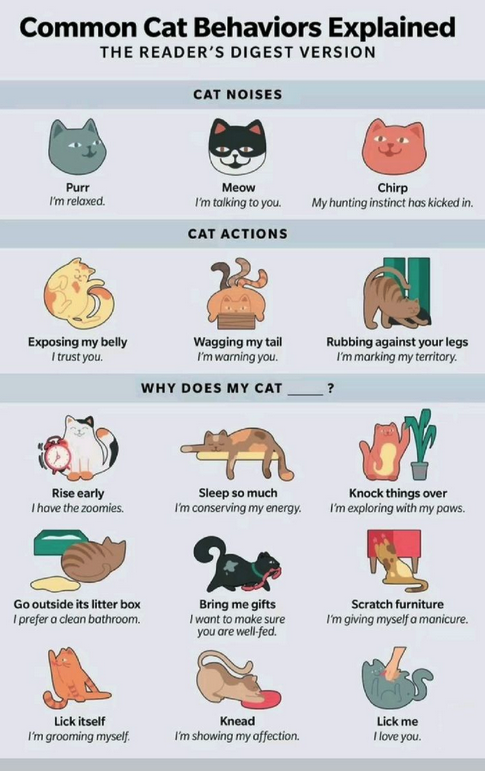 Common Cat Behaviors Explained
THE READER'S DIGEST VERSION
CAT NOISES
Purr
I'm relaxed.
Meow
I'm talking to you.
Chirp
My hunting instinct has kicked in.
CAT ACTIONS
Exposing my belly
I trust you.
Wagging my tail
I'm warning you.
Rubbing against your legs
I'm marking my territory.
WHY DOES MY CAT ____ ?
Rise early
I have the zoomies.
Sleep so much
I'm conserving my energy.
Knock things over
I'm exploring with my paws.
Go outside its litter box
I prefer a clean bathroom.
Bring me gifts
I want to make sure
you are well-fed.
Scratch furniture
I'm giving myself a manicure.
Lick itself
I'm grooming myself.
Knead
I'm showing my affection.
Lick me
I love you.